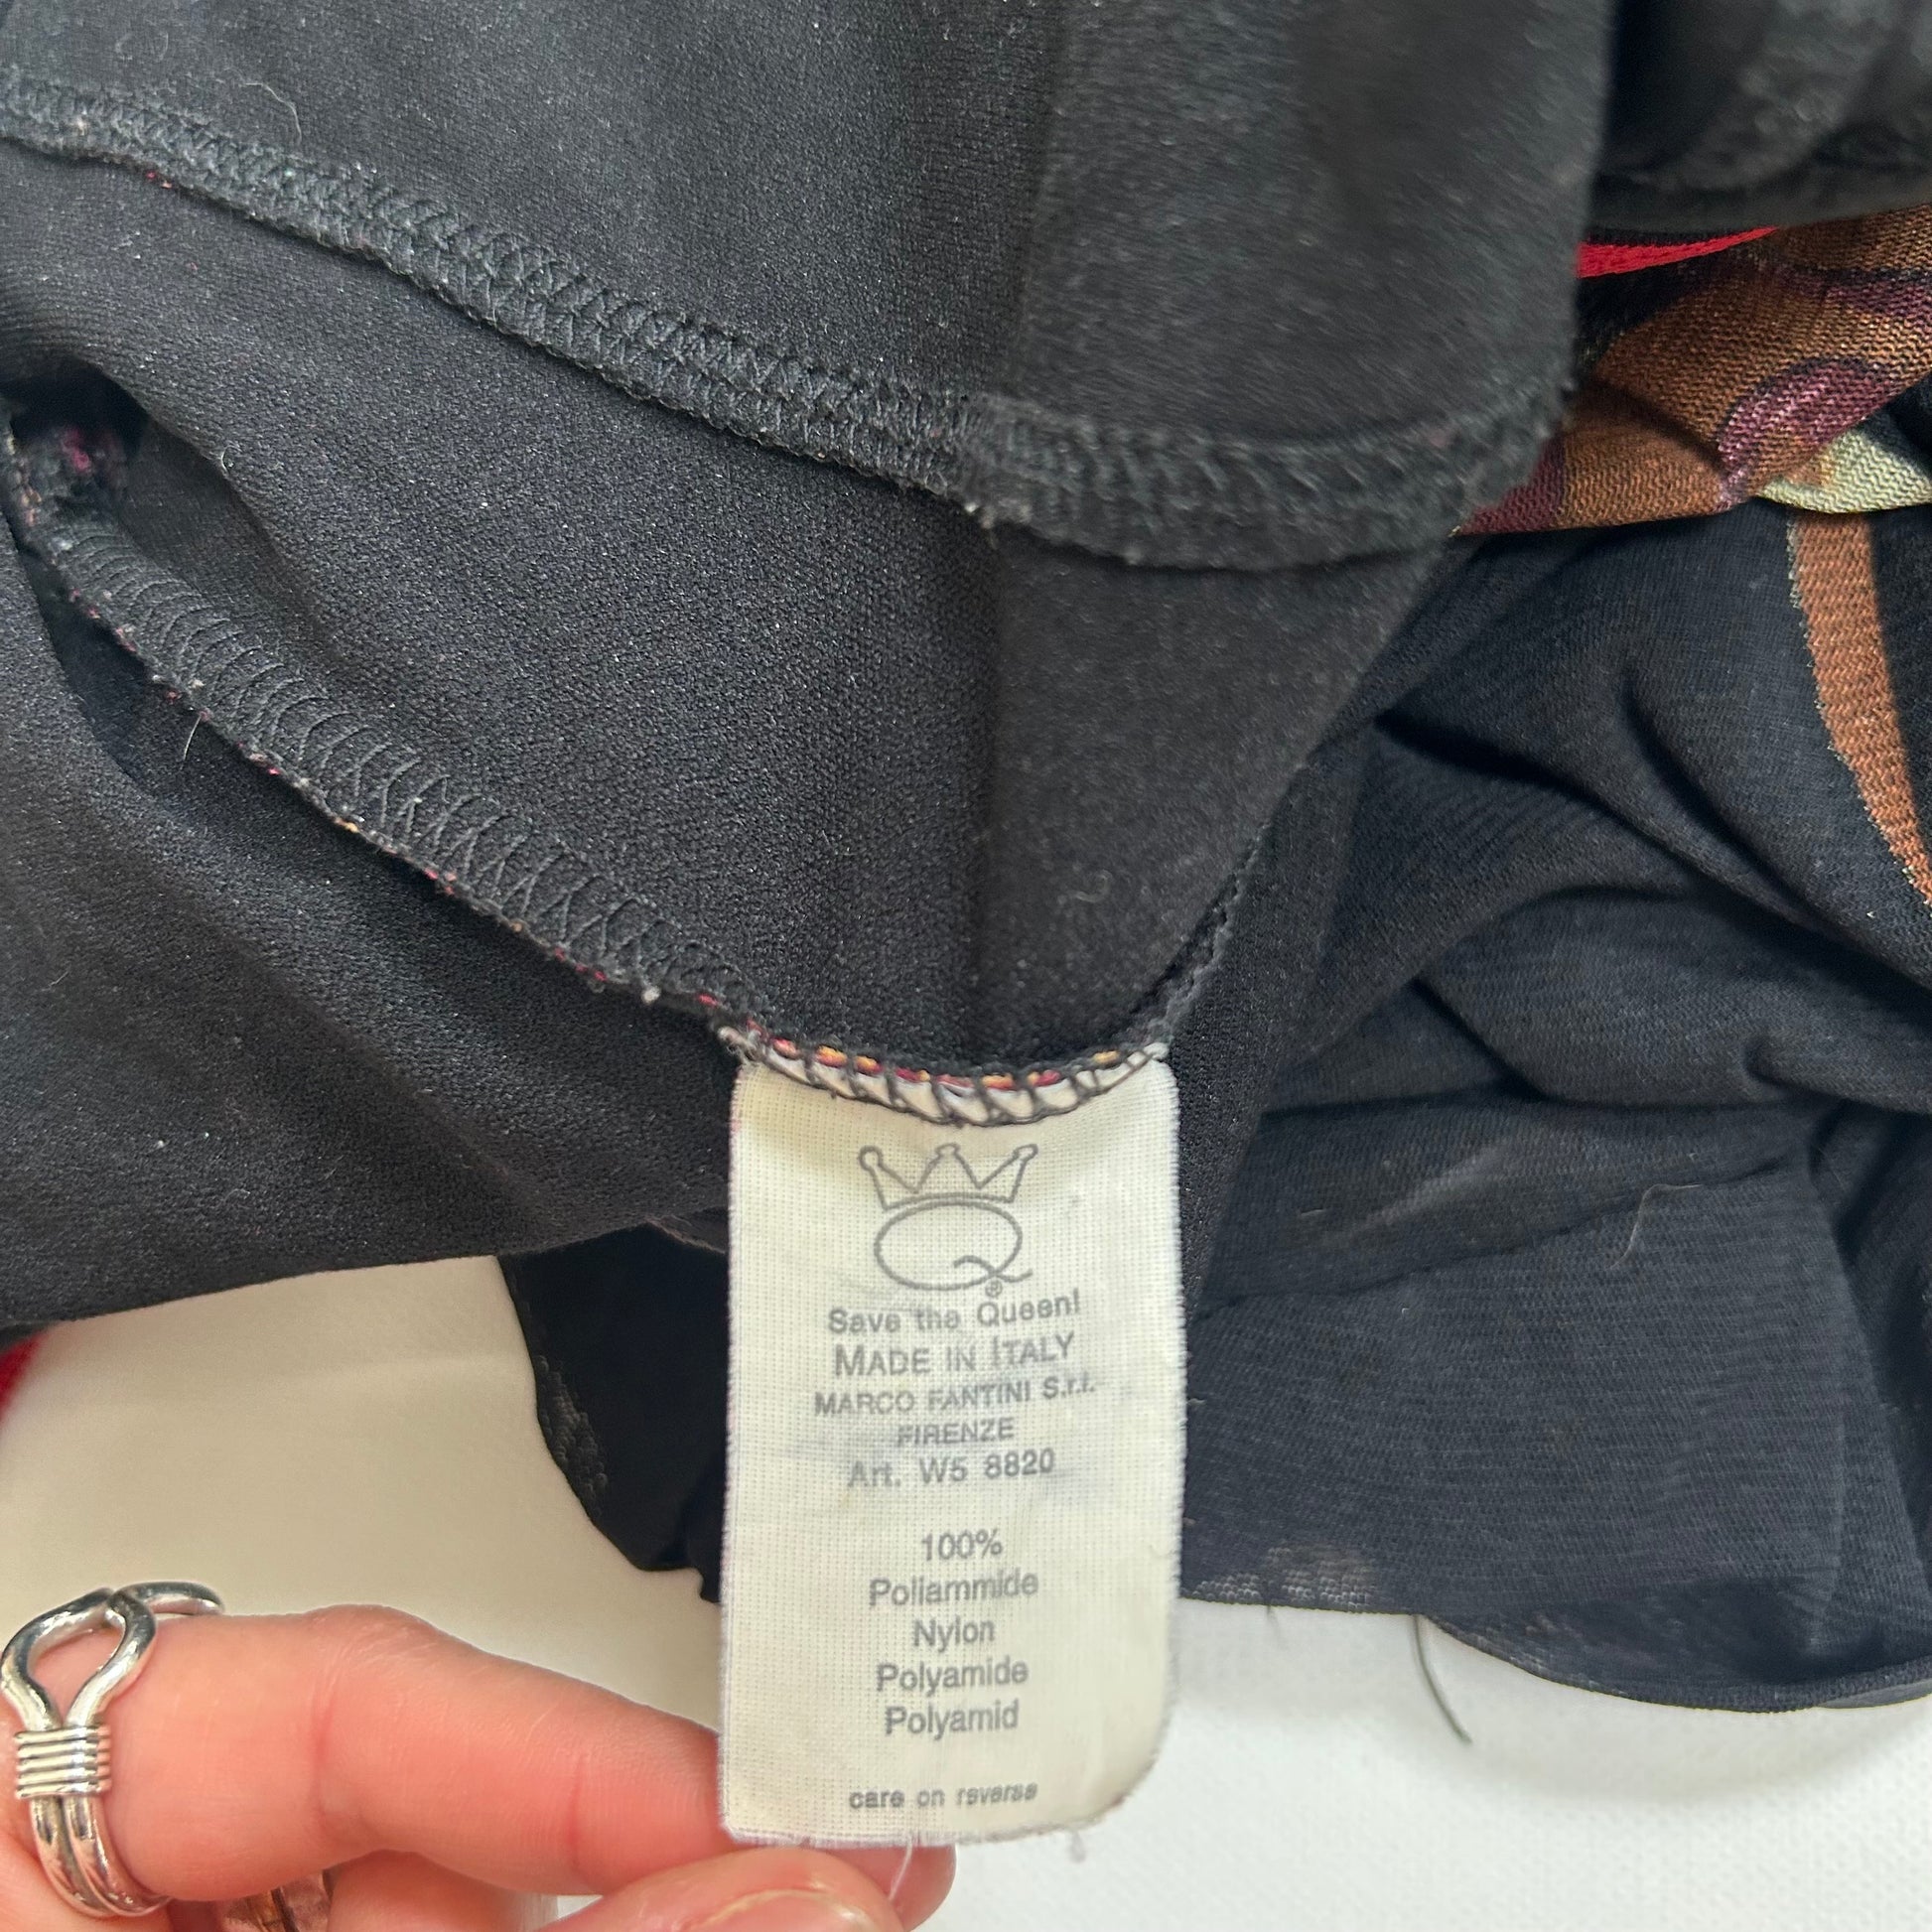 Q®
Save the Queen!
MADE IN ITALY
MARCO FANTINI S.r.l.
FIRENZE
Art. W5 8820
100%
Poliammide
Nylon
Polyamide
Polyamid
care on reverse